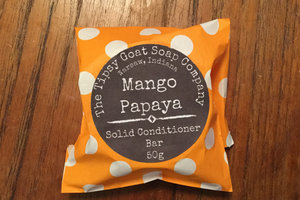 The Tipsy Goat Soap Company
Warsaw, Indiana
Mango
Papaya
Solid Conditioner
Bar
50g